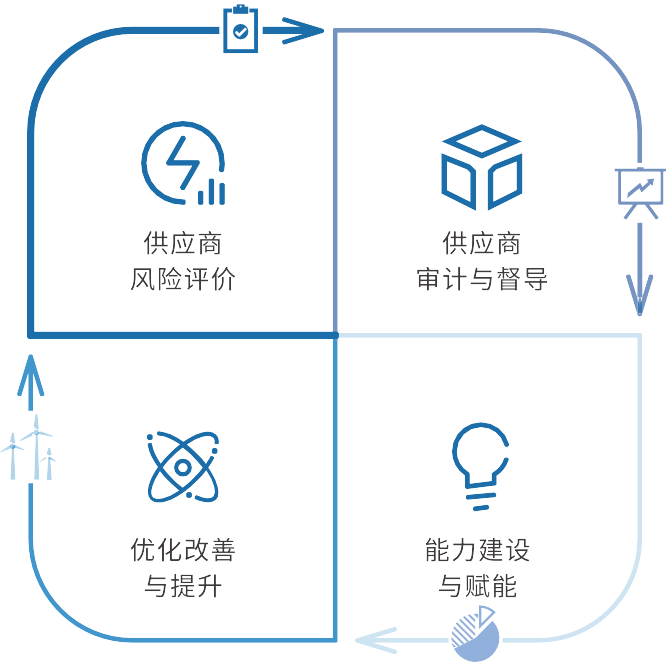 供应商
风险评价
供应商
审计与督导
优化改善
与提升
能力建设
与赋能